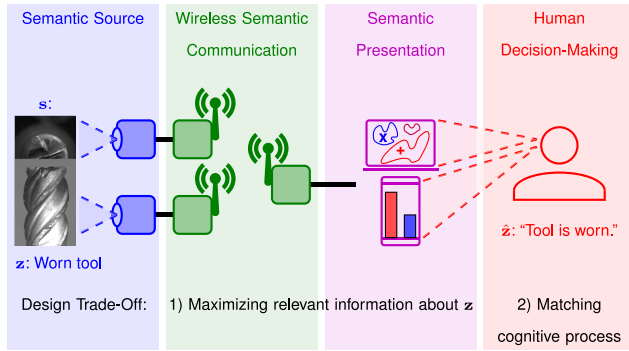 Semantic Source
Wireless Semantic
Communication
Semantic
Presentation
Human
Decision-Making
s:
x
+
z: Worn tool
ẑ: “Tool is worn.”
Design Trade-Off:
1) Maximizing relevant information about z
2) Matching
cognitive process